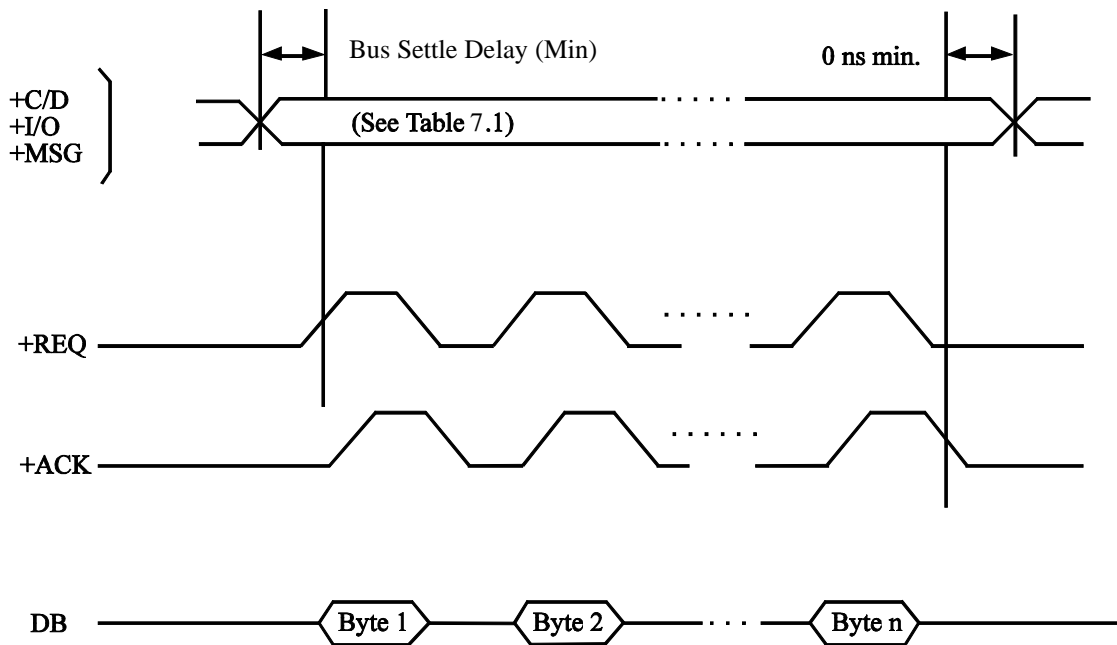 Bus Settle Delay (Min)
0 ns min.
+C/D
+I/O
+MSG
(See Table 7.1)
+REQ
+ACK
DB
Byte 1
Byte 2
Byte n